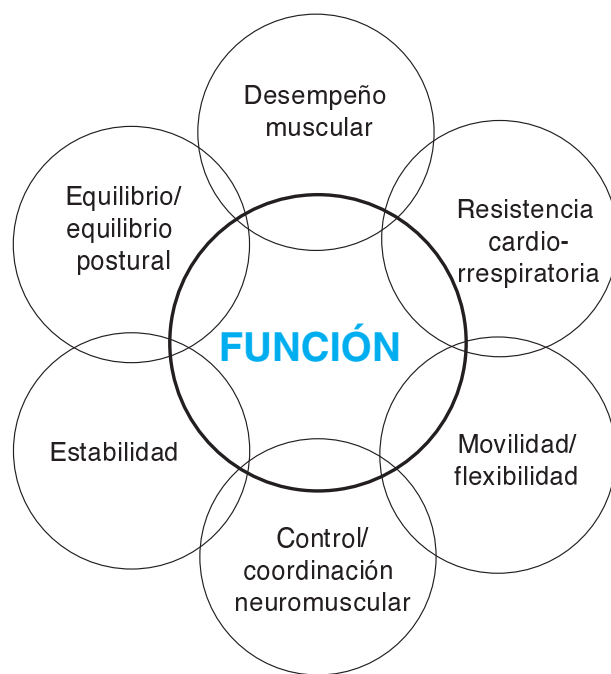 Desempeño
muscular
Equilibrio/
equilibrio
postural
Resistencia
cardio-
rrespiratoria
FUNCIÓN
Estabilidad
Movilidad/
flexibilidad
Control/
coordinación
neuromuscular